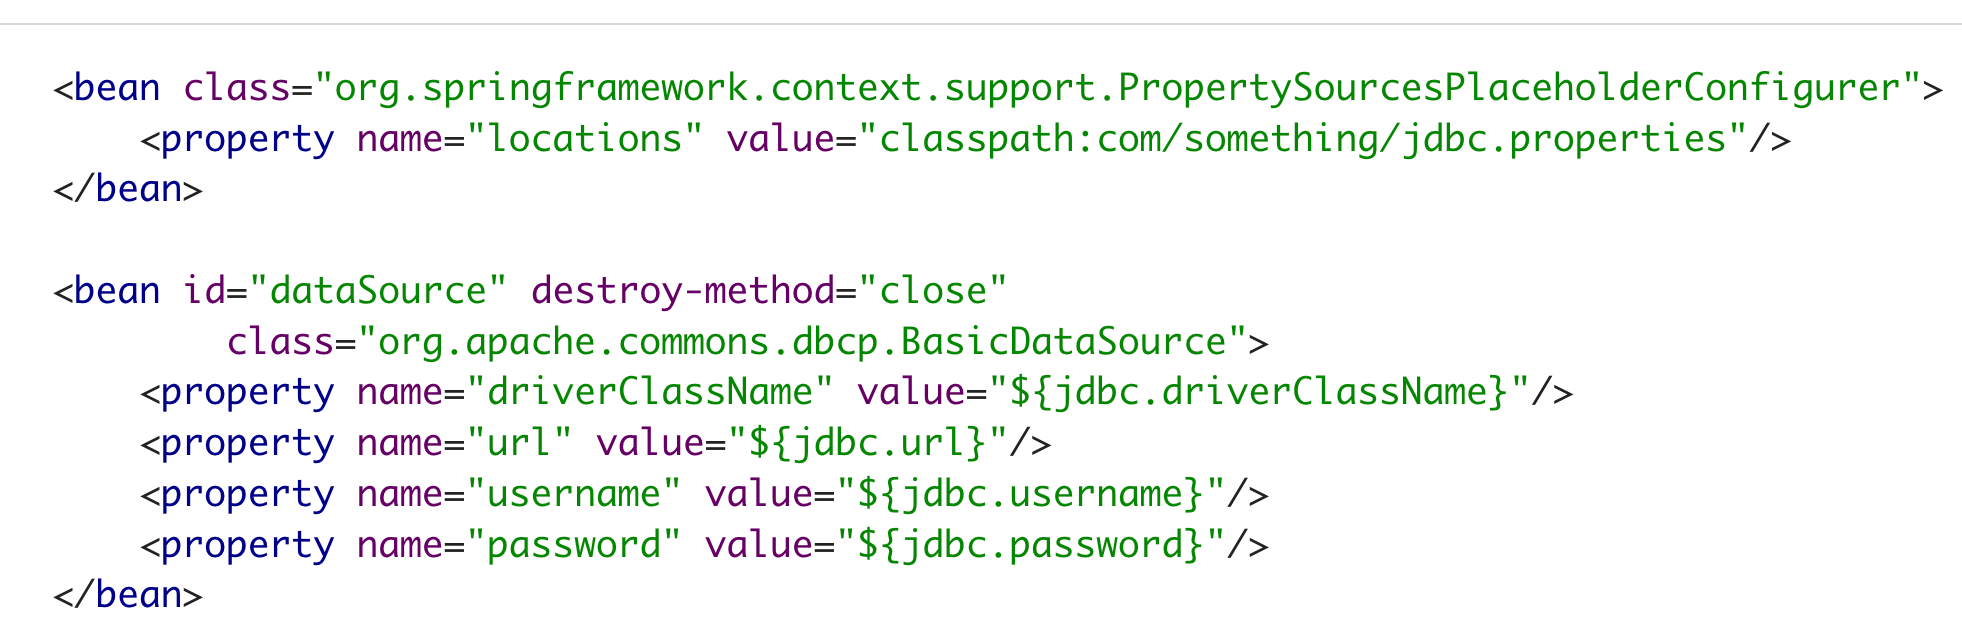 <bean class="org.springframework.context.support.PropertySourcesPlaceholderConfigurer">
    <property name="locations" value="classpath:com/something/jdbc.properties"/>
</bean>

<bean id="dataSource" destroy-method="close"
        class="org.apache.commons.dbcp.BasicDataSource">
    <property name="driverClassName" value="${jdbc.driverClassName}"/>
    <property name="url" value="${jdbc.url}"/>
    <property name="username" value="${jdbc.username}"/>
    <property name="password" value="${jdbc.password}"/>
</bean>